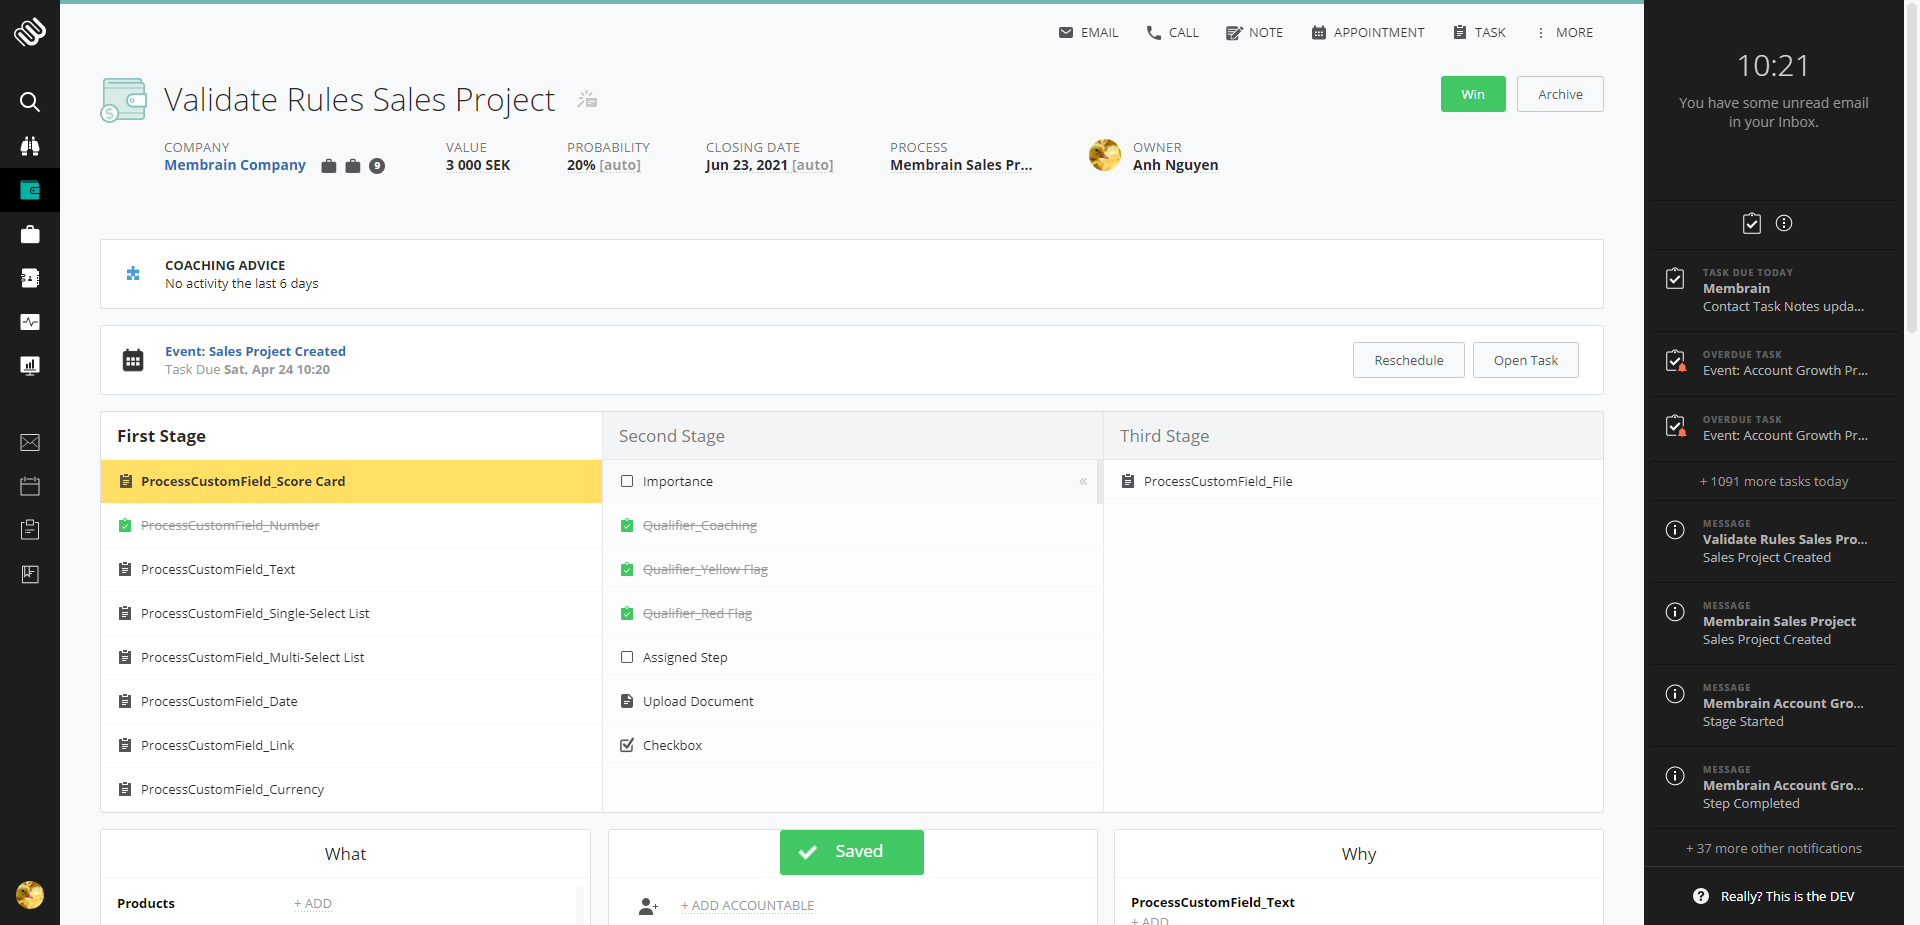 EMAIL
CALL
NOTE
APPOINTMENT
TASK
MORE
Validate Rules Sales Project
Win
Archive
COMPANY
Membrain Company
9
VALUE
3 000 SEK
PROBABILITY
20% [auto]
CLOSING DATE
Jun 23, 2021 [auto]
PROCESS
Membrain Sales Pr...
OWNER
Anh Nguyen
COACHING ADVICE
No activity the last 6 days
Event: Sales Project Created
Task Due Sat, Apr 24 10:20
Reschedule
Open Task
First Stage
ProcessCustomField_Score Card
ProcessCustomField_Number
ProcessCustomField_Text
ProcessCustomField_Single-Select List
ProcessCustomField_Multi-Select List
ProcessCustomField_Date
ProcessCustomField_Link
ProcessCustomField_Currency
Second Stage
Importance
«
Qualifier_Coaching
Qualifier_Yellow Flag
Qualifier_Red Flag
Assigned Step
Upload Document
Checkbox
Third Stage
ProcessCustomField_File
What
Products
+ ADD
Saved
+ ADD ACCOUNTABLE
Why
ProcessCustomField_Text
+ ADD
10:21
You have some unread email
in your Inbox.
TASK DUE TODAY
Membrain
Contact Task Notes upda...
OVERDUE TASK
Event: Account Growth Pr...
OVERDUE TASK
Event: Account Growth Pr...
+ 1091 more tasks today
MESSAGE
Validate Rules Sales Pro...
Sales Project Created
MESSAGE
Membrain Sales Project
Sales Project Created
MESSAGE
Membrain Account Gro...
Stage Started
MESSAGE
Membrain Account Gro...
Step Completed
+ 37 more other notifications
Really? This is the DEV